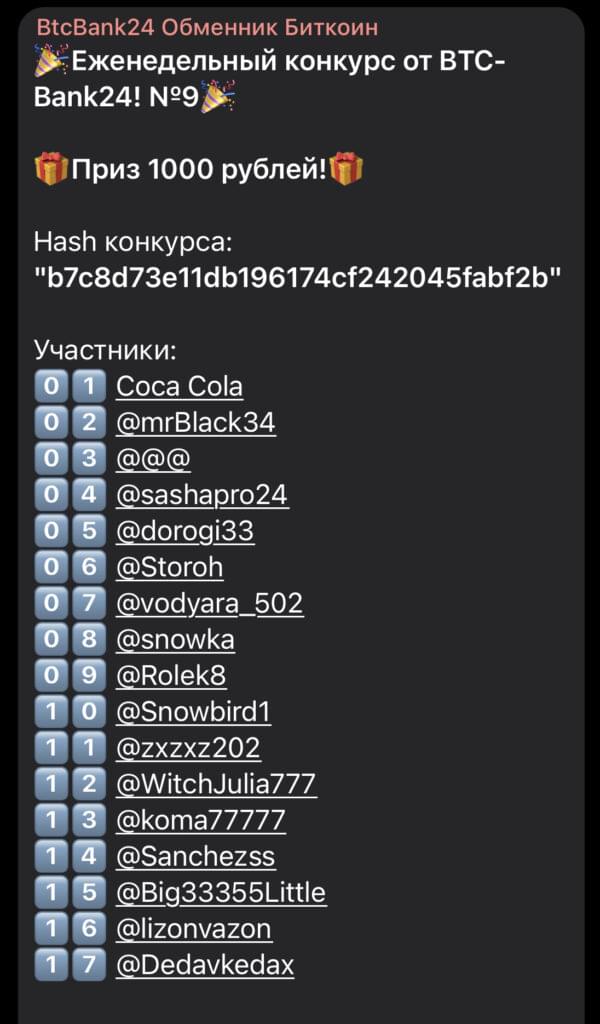 BtcBank24 Обменник Биткоин
🎉Еженедельный конкурс от BTC-
Bank24! №9🎉
🎁Приз 1000 рублей!🎁
Hash конкурса:
"b7c8d73e11db196174cf242045fabf2b"
Участники:
0️⃣1️⃣ Coca Cola
0️⃣2️⃣ @mrBlack34
0️⃣3️⃣ @@@
0️⃣4️⃣ @sashapro24
0️⃣5️⃣ @dorogi33
0️⃣6️⃣ @Storoh
0️⃣7️⃣ @vodyara_502
0️⃣8️⃣ @snowka
0️⃣9️⃣ @Rolek8
1️⃣0️⃣ @Snowbird1
1️⃣1️⃣ @zxzxz202
1️⃣2️⃣ @WitchJulia777
1️⃣3️⃣ @koma77777
1️⃣4️⃣ @Sanchezss
1️⃣5️⃣ @Big33355Little
1️⃣6️⃣ @lizonvazon
1️⃣7️⃣ @Dedavkedax